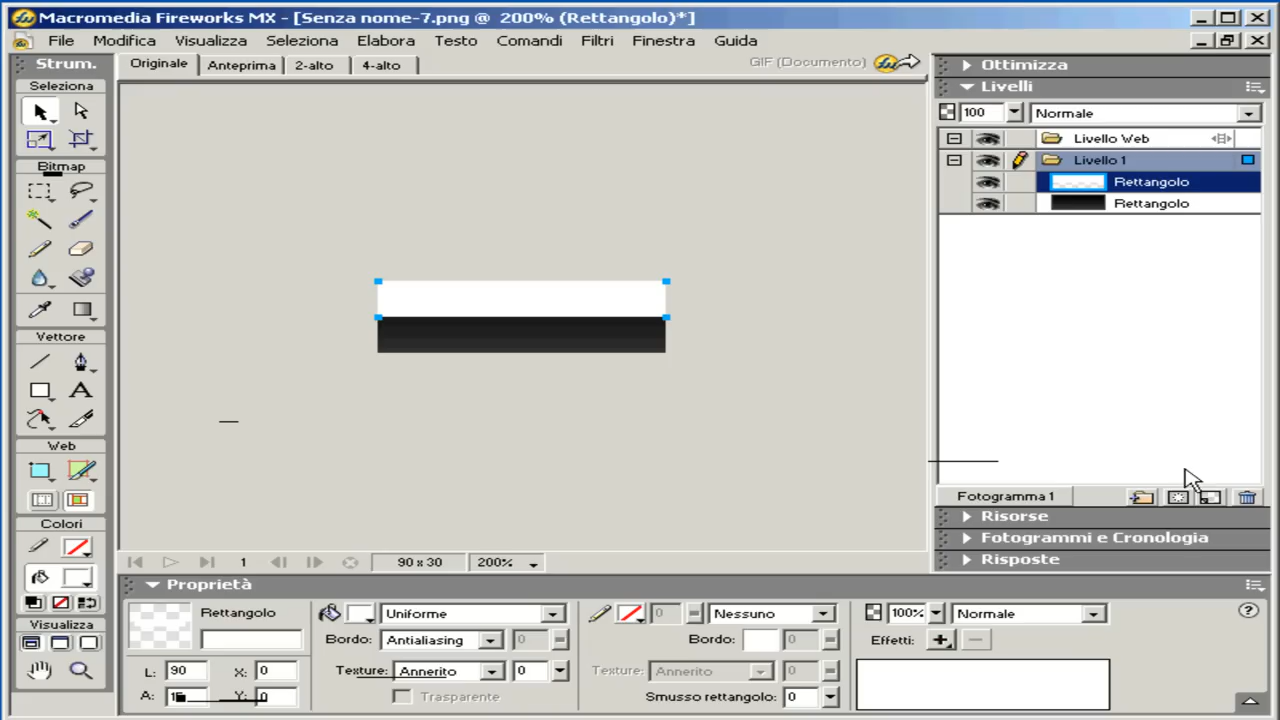 Macromedia Fireworks MX - [Senza nome-7.png @ 200% (Rettangolo)*]
File Modifica Visualizza Seleziona Elabora Testo Comandi Filtri Finestra Guida
Strum. Originale Anteprima 2-alto 4-alto GIF (Documento)
Ottimizza
Livelli
Seleziona
100 Normale
Livello Web
Livello 1
Bitmap
Rettangolo
Rettangolo
Vettore
Web
Fotogramma 1
Risorse
Colori
Fotogrammi e Cronologia
Risposte
1 90 x 30 200%
Proprietà
Rettangolo Uniforme 0 Nessuno 100% Normale ?
Visualizza
Bordo: Antialiasing 0 Bordo: 0 Effetti:
L: 90 X: 0 Texture: Annerito 0 Texture: Annerito 0
A: Y: 0 Trasparente Smusso rettangolo: 0